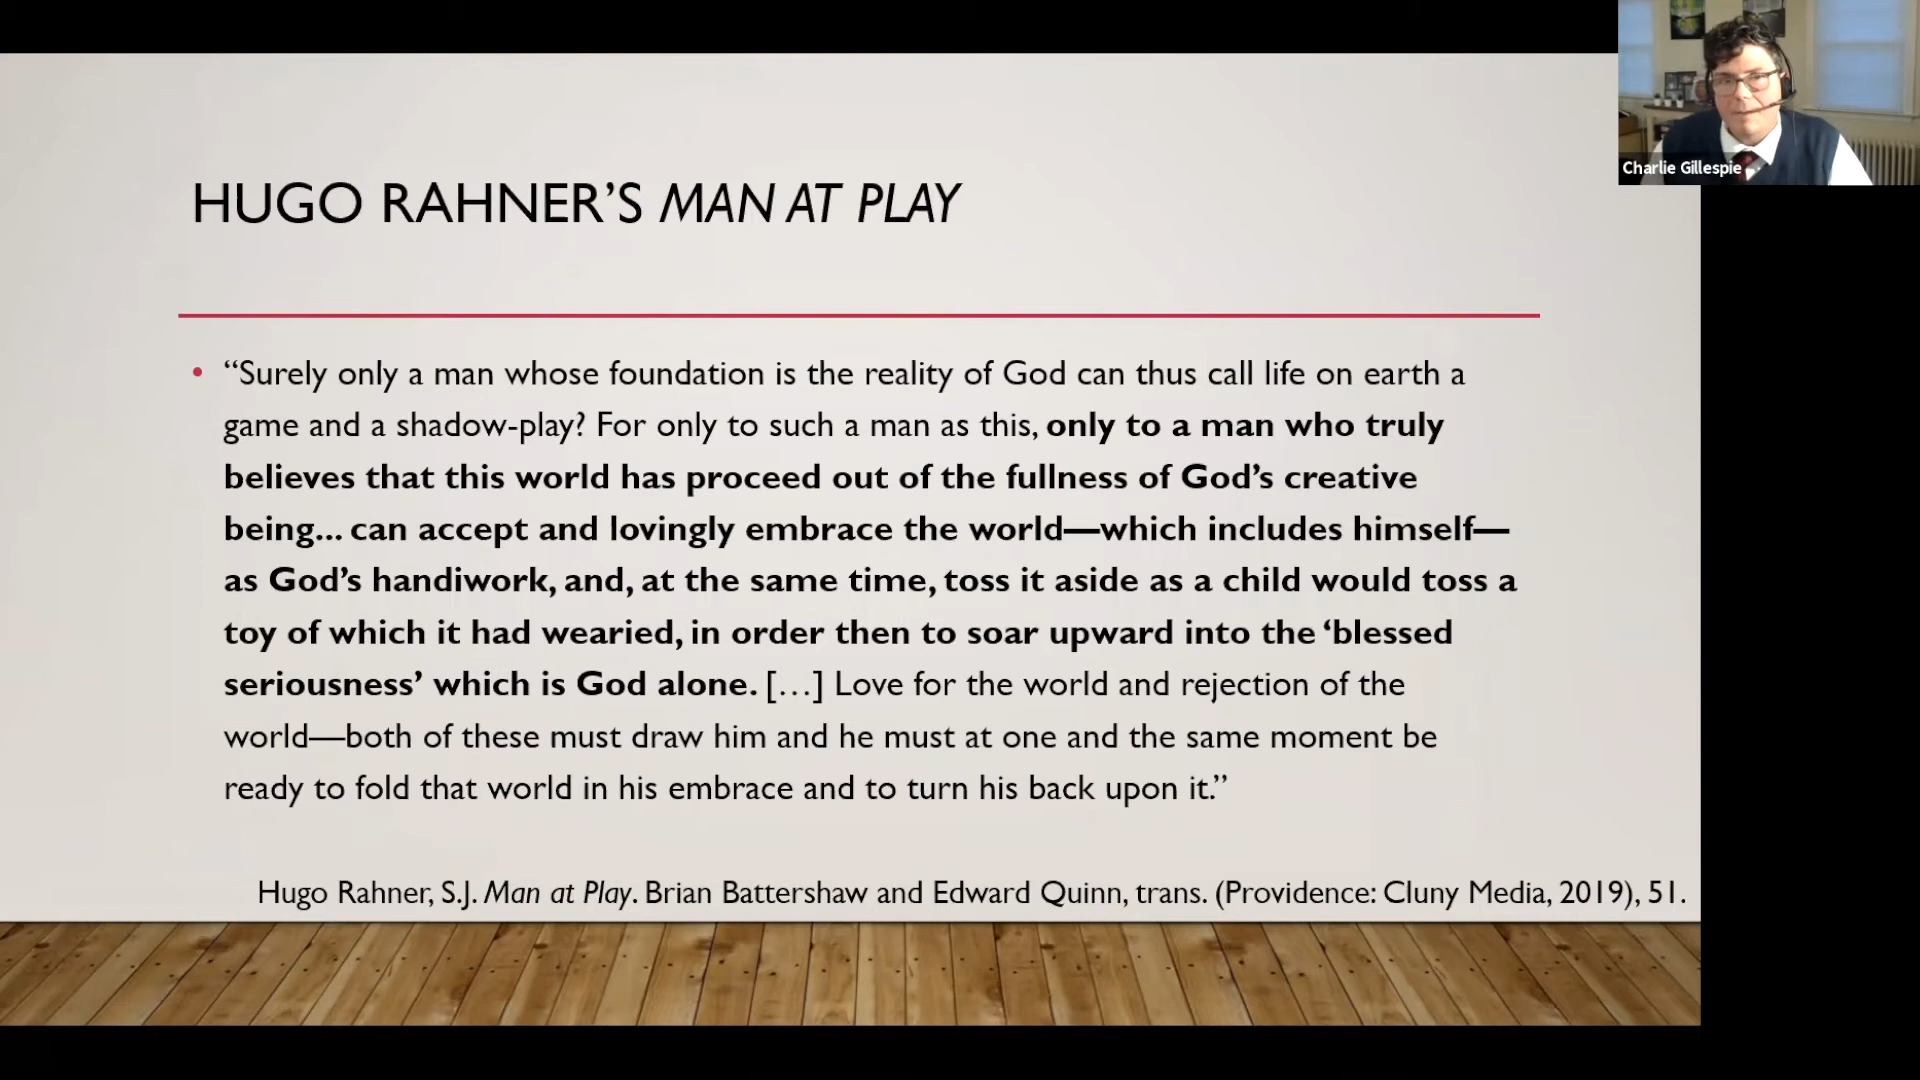 Charlie Gillespie
HUGO RAHNER’S MAN AT PLAY
• “Surely only a man whose foundation is the reality of God can thus call life on earth a
game and a shadow-play? For only to such a man as this, only to a man who truly
believes that this world has proceed out of the fullness of God’s creative
being... can accept and lovingly embrace the world—which includes himself—
as God’s handiwork, and, at the same time, toss it aside as a child would toss a
toy of which it had wearied, in order then to soar upward into the ‘blessed
seriousness’ which is God alone. […] Love for the world and rejection of the
world—both of these must draw him and he must at one and the same moment be
ready to fold that world in his embrace and to turn his back upon it.”
Hugo Rahner, S.J. Man at Play. Brian Battershaw and Edward Quinn, trans. (Providence: Cluny Media, 2019), 51.